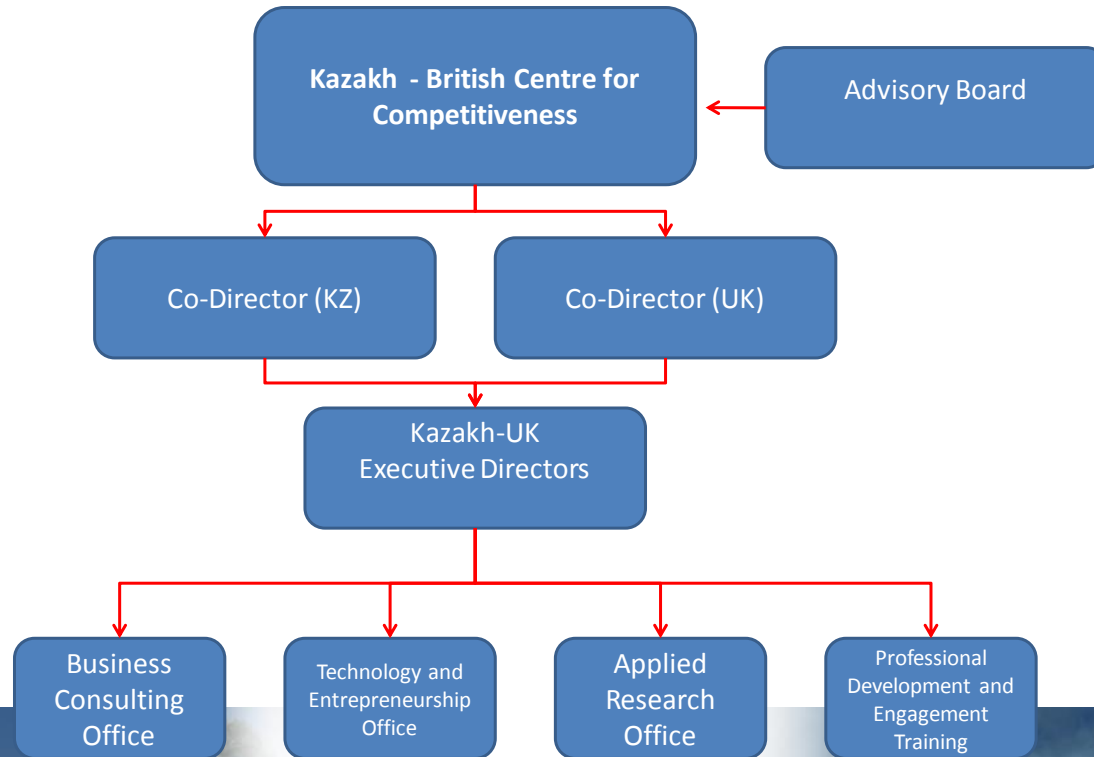 Kazakh - British Centre for
Competitiveness
Advisory Board
Co-Director (KZ)
Co-Director (UK)
Kazakh-UK
Executive Directors
Business
Consulting
Office
Technology and
Entrepreneurship
Office
Applied
Research
Office
Professional
Development and
Engagement
Training